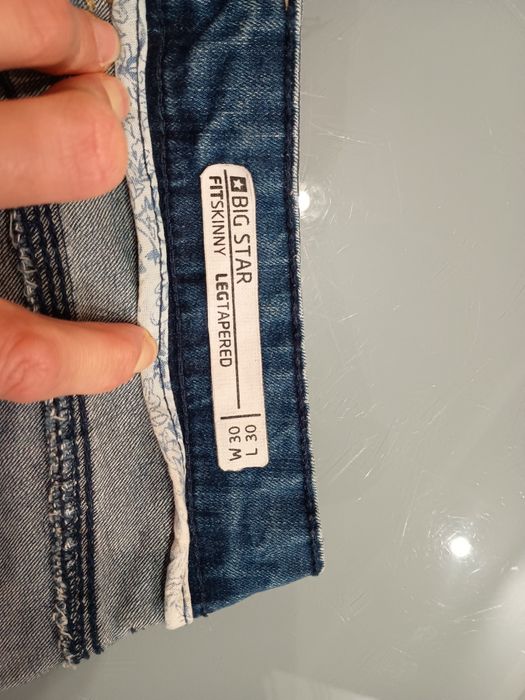 BIG STAR
FITSKINNY LEGTAPERED
W 30
L 30